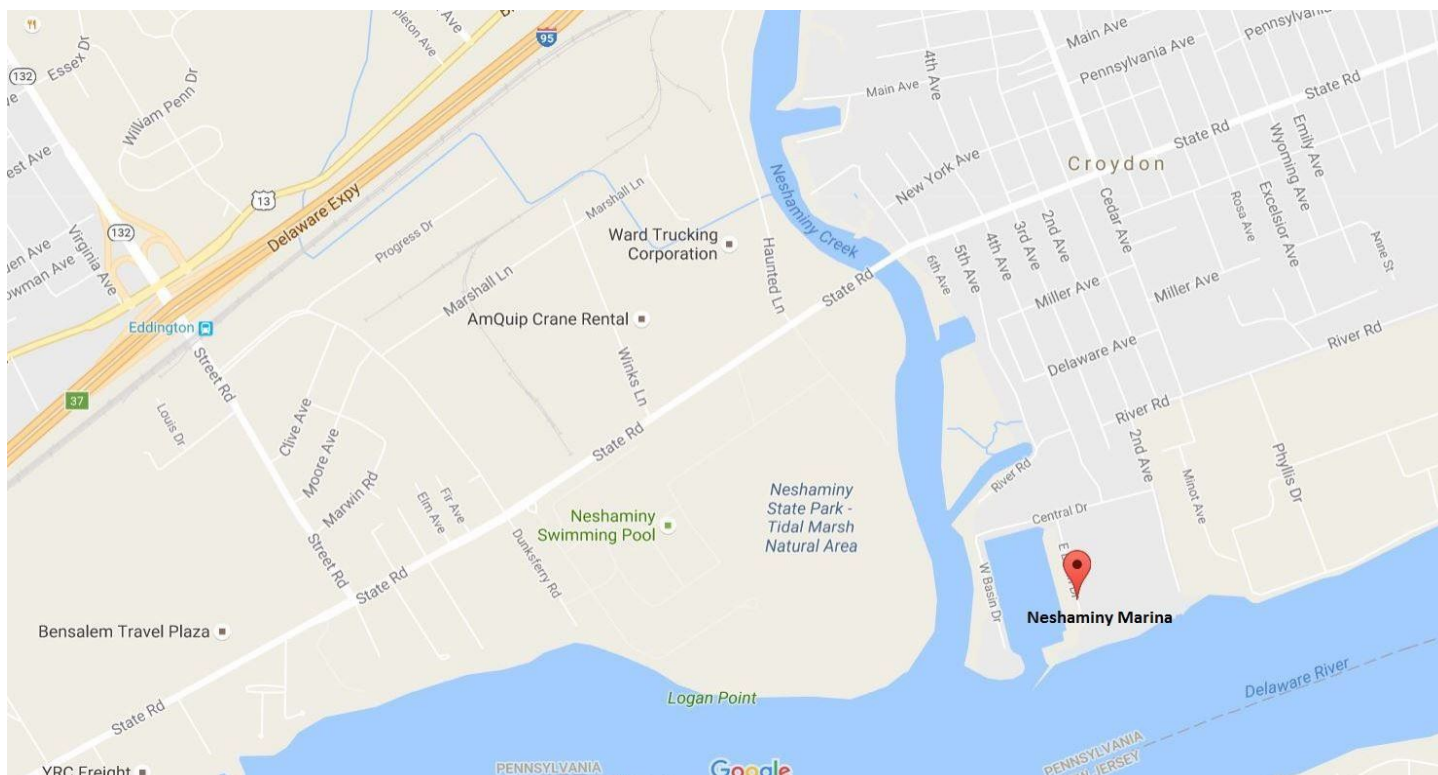 95
4th Ave
Main Ave
Pennsylvania
Pennsylvania Ave
State Rd
Essex Dr
132
Main Ave
Wilvam Penn Dr
State Rd
Emily Ave
Wyoming Ave
Croydon
New York Ave
Neshaminy Creek
Marshall Ln
Cedar Ave
Excelsior Ave
Rosa Ave
13
Delaware Expy
2nd Ave
3rd Ave
4th Ave
5th Ave
6th Ave
Anne St
132
Virginia Ave
Progress Dr
Ward Trucking
Corporation
Haunted Ln
State Rd
Marshall Ln
Miller Ave
Miller Ave
Eddington
AmQuip Crane Rental
River Rd
Street Rd
Winks Ln
Delaware Ave
37
Louis Dr
Clive Ave
Moore Ave
Marwin Rd
State Rd
River Rd
2nd Ave
Phyllis Dr
Minot Ave
River Rd
Fir Ave
Elm Ave
Neshaminy
State Park -
Tidal Marsh
Natural Area
Neshaminy
Swimming Pool
Central Dr
Street Rd
Dunksferry Rd
W Basin Dr
State Rd
Neshaminy Marina
Bensalem Travel Plaza
Delaware River
Logan Point
State Rd
YRC Freight
PENNSYLVANIA
Google
PENNSYLVANIA